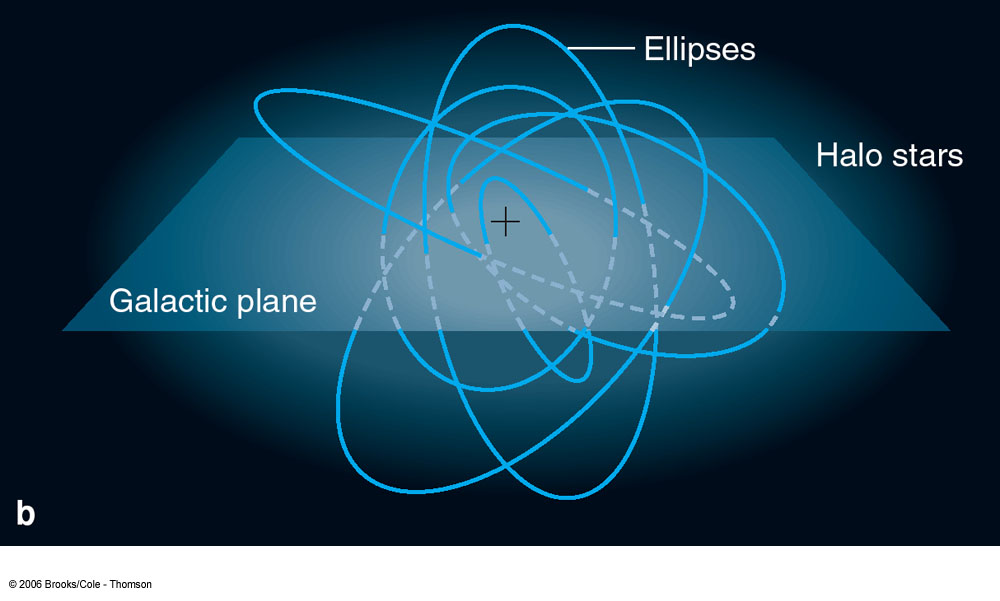 Ellipses
Halo stars
Galactic plane
b
© 2006 Brooks/Cole - Thomson